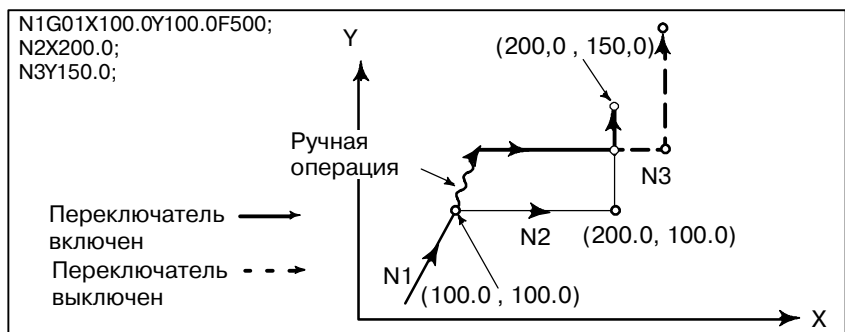 N1G01X100.0Y100.0F500;
N2X200.0;
N3Y150.0;
Y
(200,0 , 150,0)
Ручная
операция
N3
Переключатель
включен
N2
(200.0, 100.0)
Переключатель
выключен
N1
(100.0 , 100.0)
X